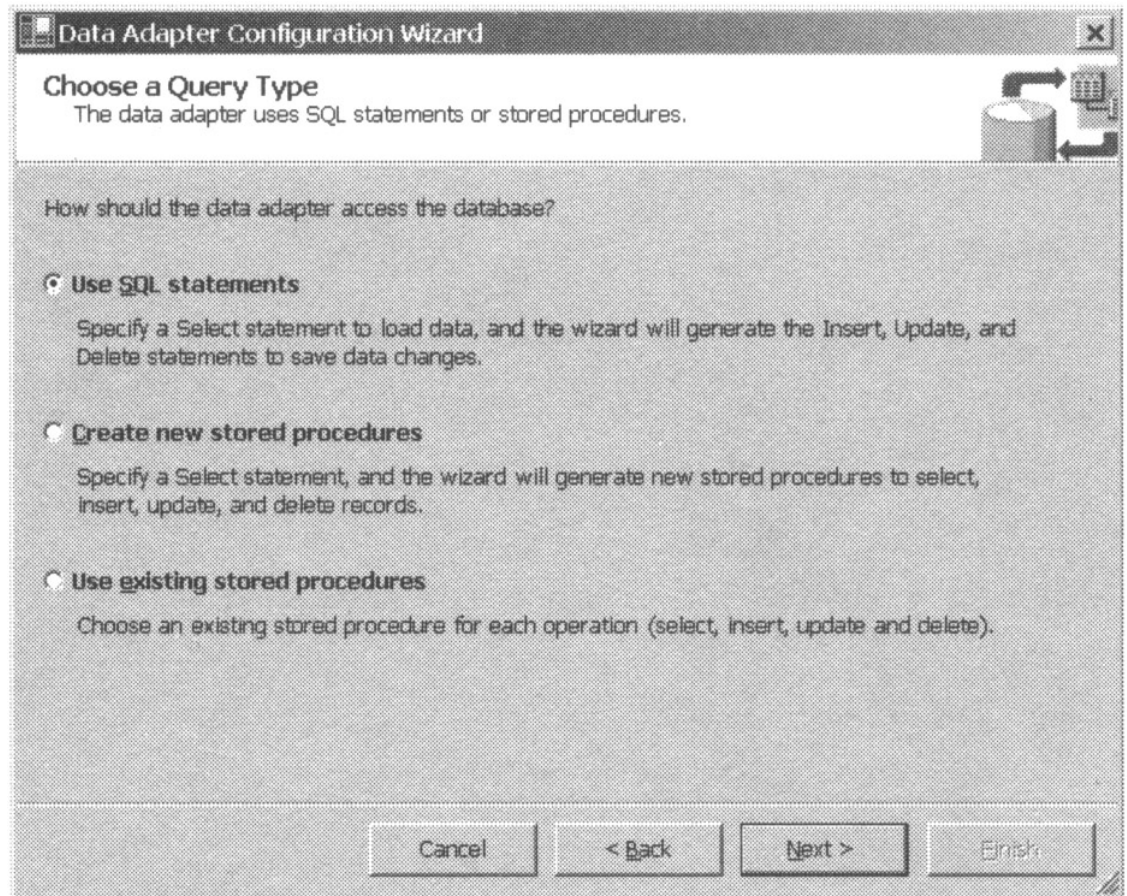 Data Adapter Configuration Wizard
Choose a Query Type
The data adapter uses SQL statements or stored procedures.
How should the data adapter access the database?
Use SQL statements
Specify a Select statement to load data, and the wizard will generate the Insert, Update, and
Delete statements to save data changes.
Create new stored procedures
Specify a Select statement, and the wizard will generate new stored procedures to select,
insert, update, and delete records.
Use existing stored procedures
Choose an existing stored procedure for each operation (select, insert, update and delete).
Cancel
< Back
Next >
Finish